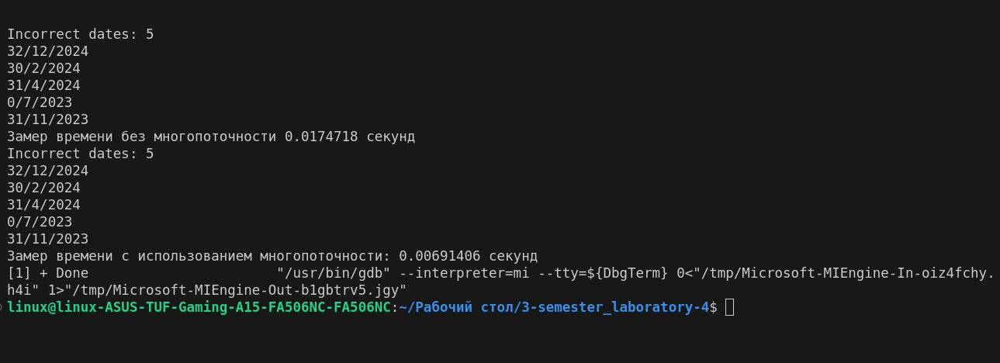 Incorrect dates: 5
32/12/2024
30/2/2024
31/4/2024
0/7/2023
31/11/2023
Замер времени без многопоточности 0.0174718 секунд
Incorrect dates: 5
32/12/2024
30/2/2024
31/4/2024
0/7/2023
31/11/2023
Замер времени с использованием многопоточности: 0.00691406 секунд
[1] + Done                       "/usr/bin/gdb" --interpreter=mi --tty=${DbgTerm} 0<"/tmp/Microsoft-MIEngine-In-oiz4fchy.
h4i" 1>"/tmp/Microsoft-MIEngine-Out-b1gbtrv5.jgy"
linux@linux-ASUS-TUF-Gaming-A15-FA506NC-FA506NC:~/Рабочий стол/3-semester_laboratory-4$